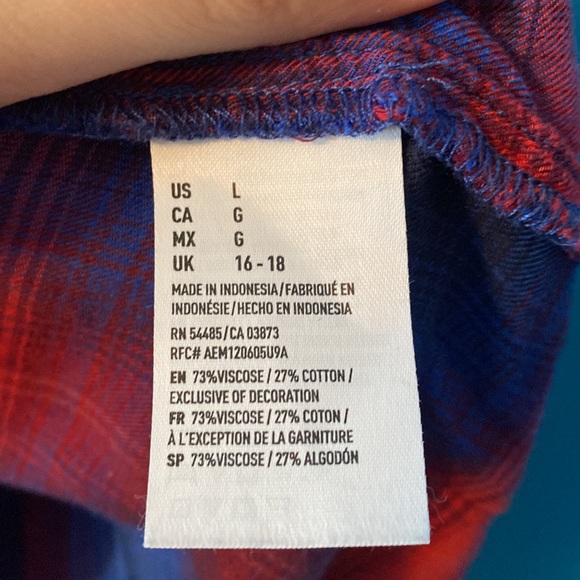 US L
CA G
MX G
UK 16 - 18
MADE IN INDONESIA/FABRIQUÉ EN
INDONÉSIE/HECHO EN INDONESIA
RN 54485/CA 03873
RFC# AEM120605U9A
EN 73%VISCOSE/27% COTTON/
EXCLUSIVE OF DECORATION
FR 73%VISCOSE/27% COTON/
À L'EXCEPTION DE LA GARNITURE
SP 73%VISCOSE/27% ALGODÓN